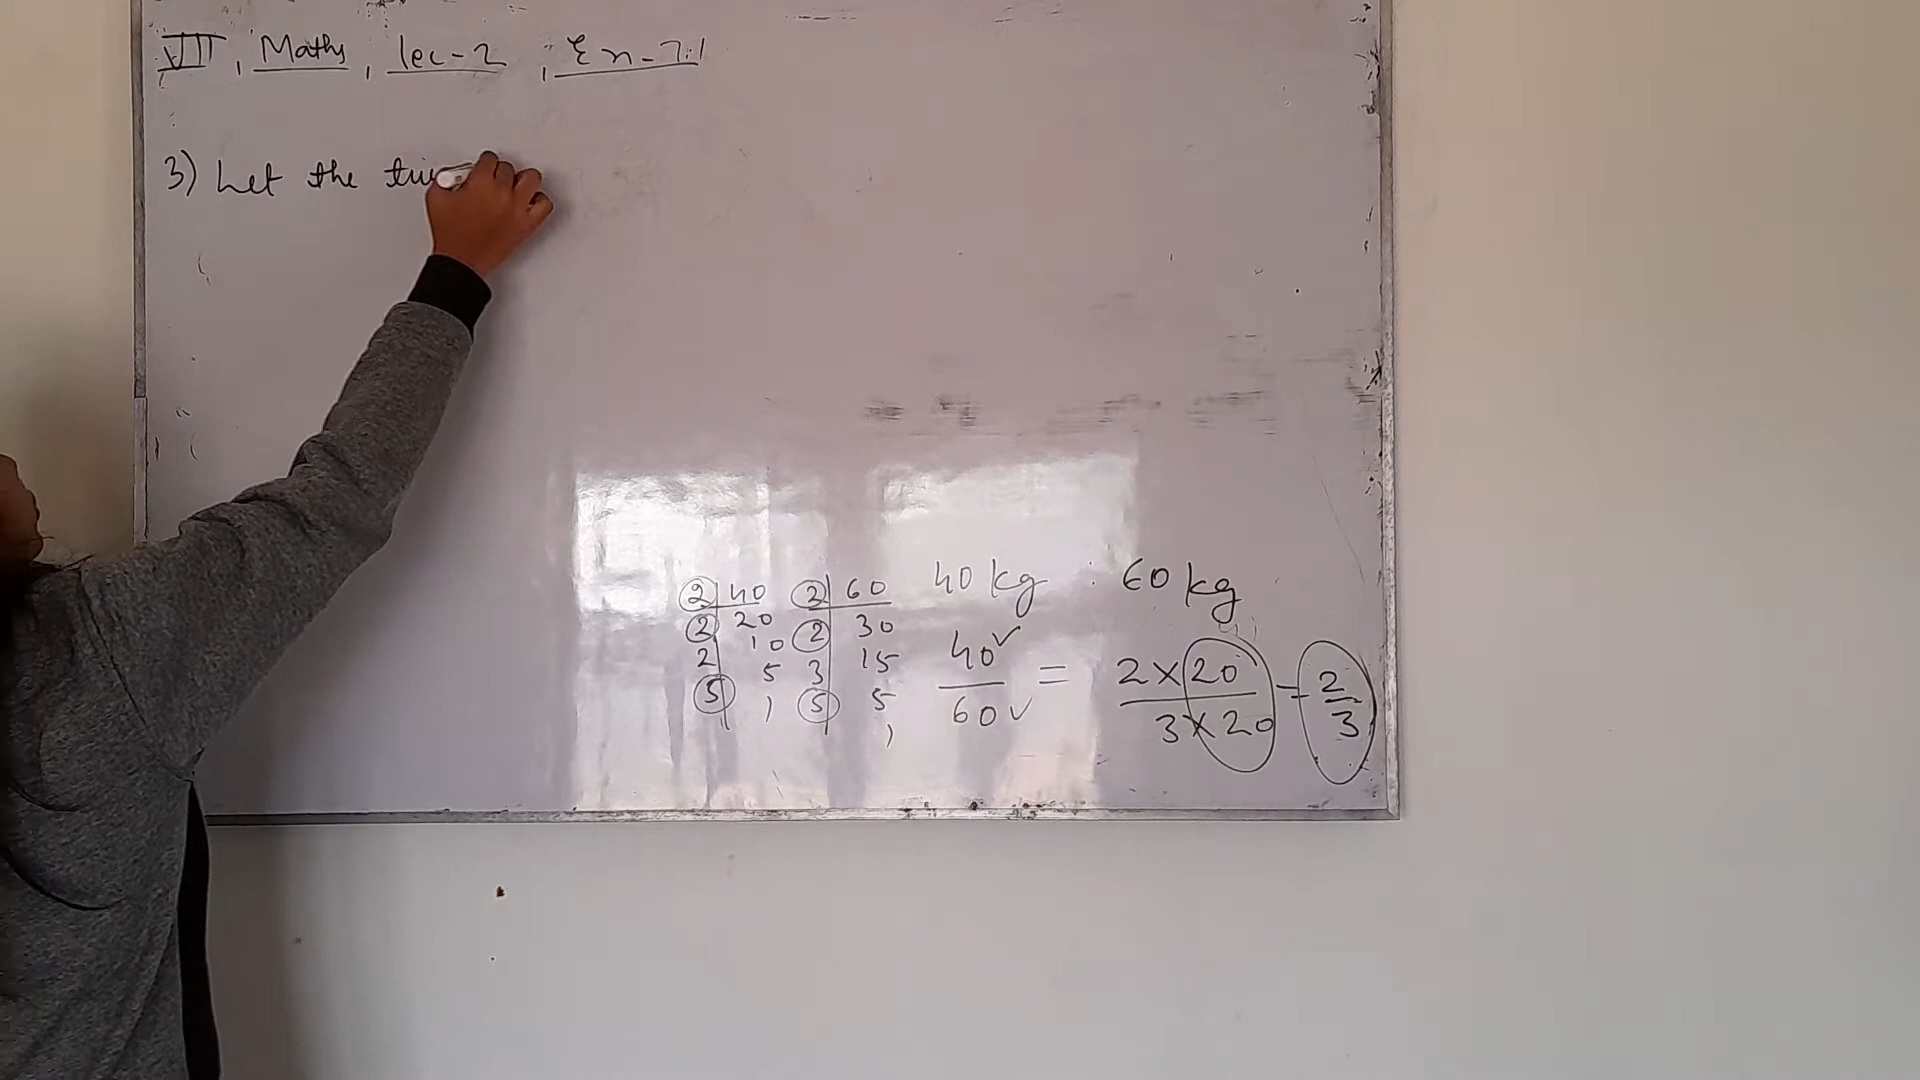 VII, Maths, lec-2, Ex-7.1
3) Let the
2 40 2 60 40 kg : 60 kg
2 20 2 30
2 10 3 15 40/60 = 2×20/3×20 = 2/3
5 5 5 5
1 1